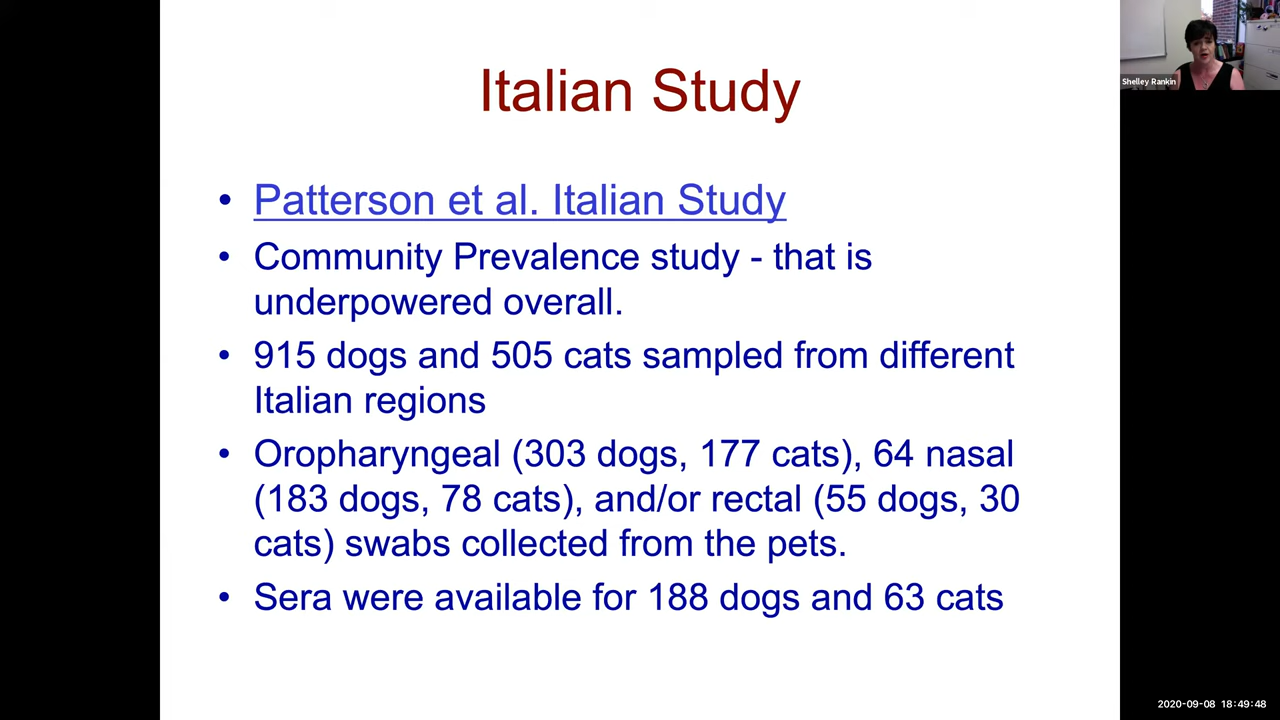 Italian Study
• Patterson et al. Italian Study
• Community Prevalence study - that is
underpowered overall.
• 915 dogs and 505 cats sampled from different
Italian regions
• Oropharyngeal (303 dogs, 177 cats), 64 nasal
(183 dogs, 78 cats), and/or rectal (55 dogs, 30
cats) swabs collected from the pets.
• Sera were available for 188 dogs and 63 cats
Shelley Rankin
2020-09-08 18:49:48